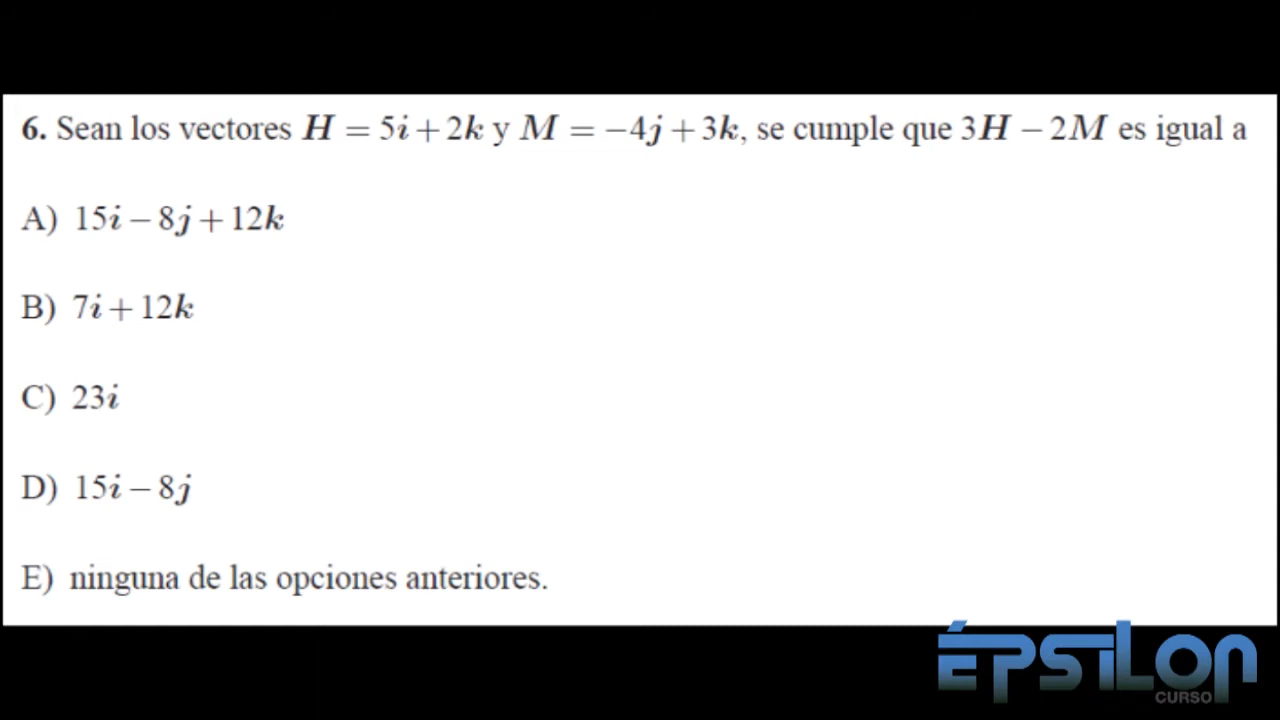 6. Sean los vectores H = 5i + 2k y M = −4j + 3k, se cumple que 3H − 2M es igual a
A) 15i − 8j + 12k
B) 7i + 12k
C) 23i
D) 15i − 8j
E) ninguna de las opciones anteriores.
ÉPSILON
CURSO